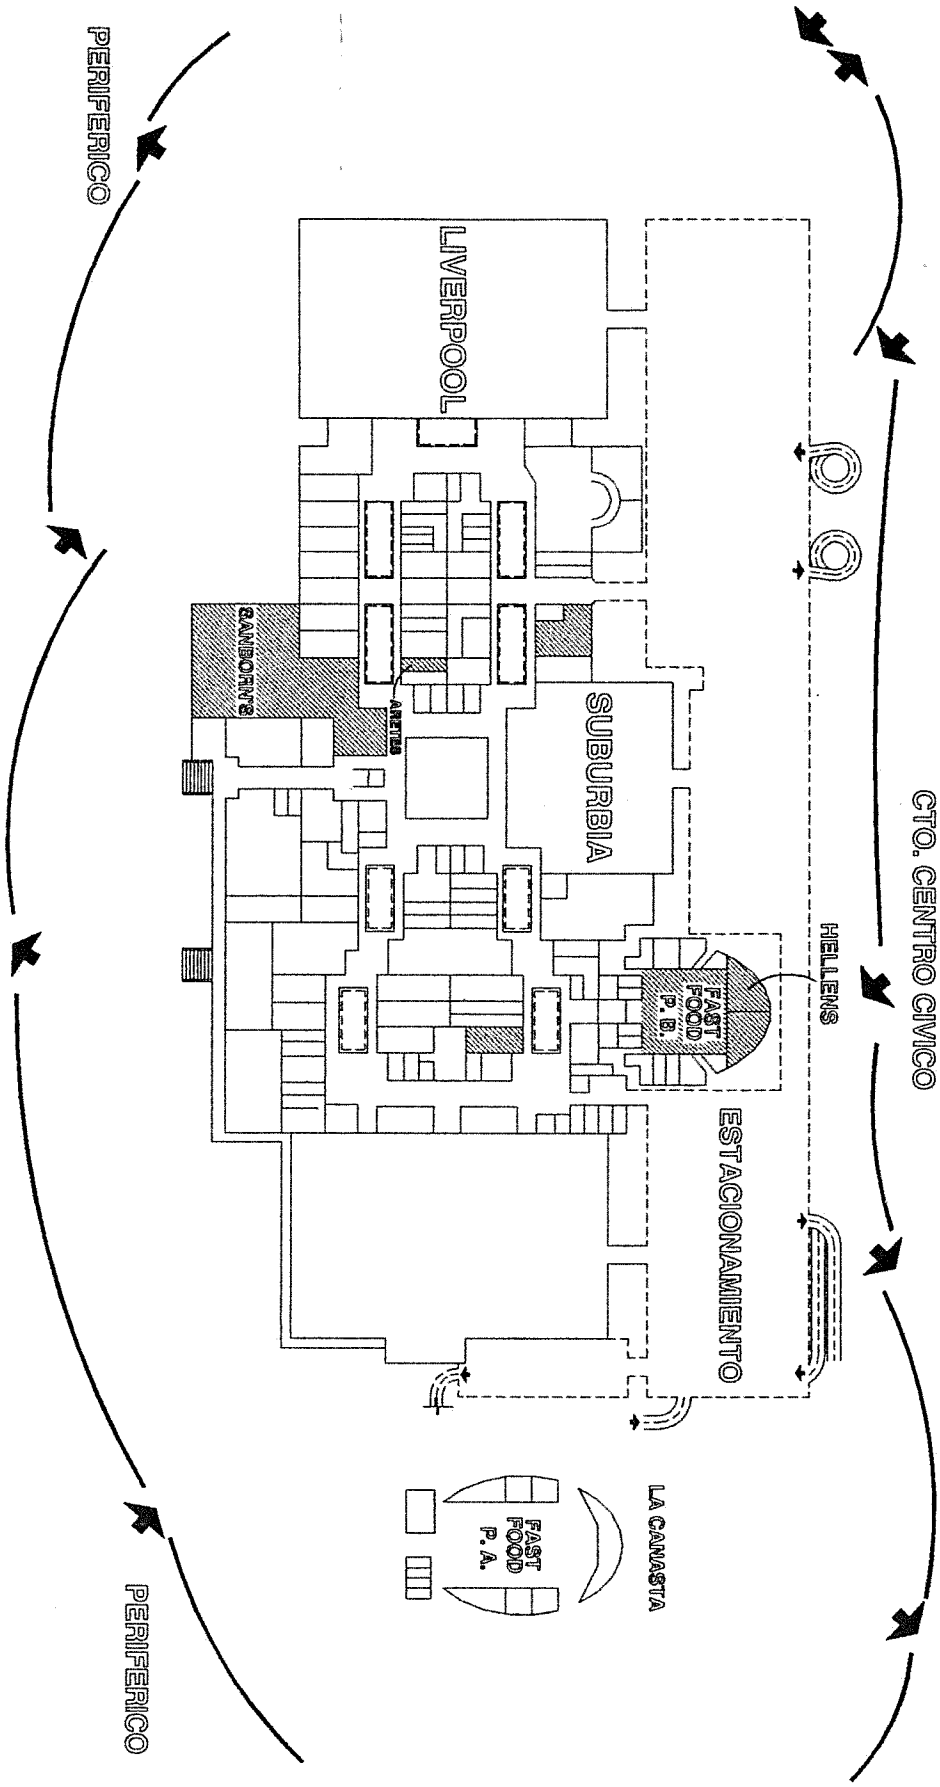 CTO. CENTRO CIVICO
HELLENS
LA CANASTA
ESTACIONAMIENTO
FAST
FOOD
P. B.
SUBURBIA
FAST
FOOD
P. A.
LIVERPOOL
ARETES
SANBORN'S
PERIFERICO
PERIFERICO